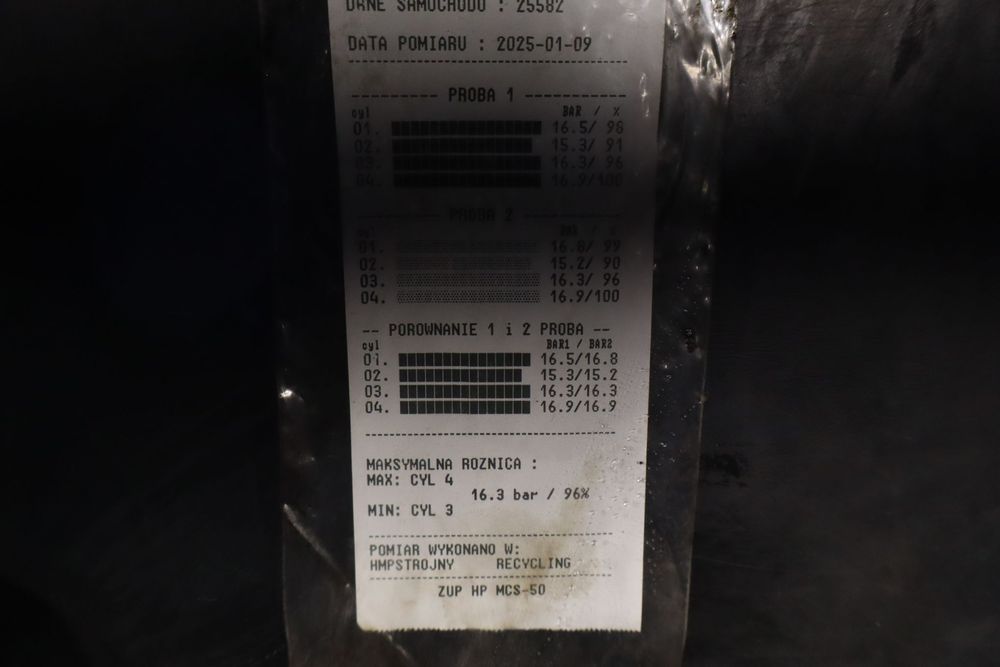 DANE SAMOCHODU : 25582
DATA POMIARU : 2025-01-09
---------- PROBA 1 -----------
cyl BAR / %
01. 16.5/ 98
02. 15.3/ 91
03. 16.3/ 96
04. 16.9/100
---------- PROBA 2 -----------
cyl BAR / %
01. 16.8/ 99
02. 15.2/ 90
03. 16.3/ 96
04. 16.9/100
-- POROWNANIE 1 i 2 PROBA --
cyl BAR1 / BAR2
01. 16.5/16.8
02. 15.3/15.2
03. 16.3/16.3
04. 16.9/16.9
MAKSYMALNA ROZNICA :
MAX: CYL 4
16.3 bar / 96%
MIN: CYL 3
POMIAR WYKONANO W:
HMPSTROJNY RECYCLING
ZUP HP MCS-50